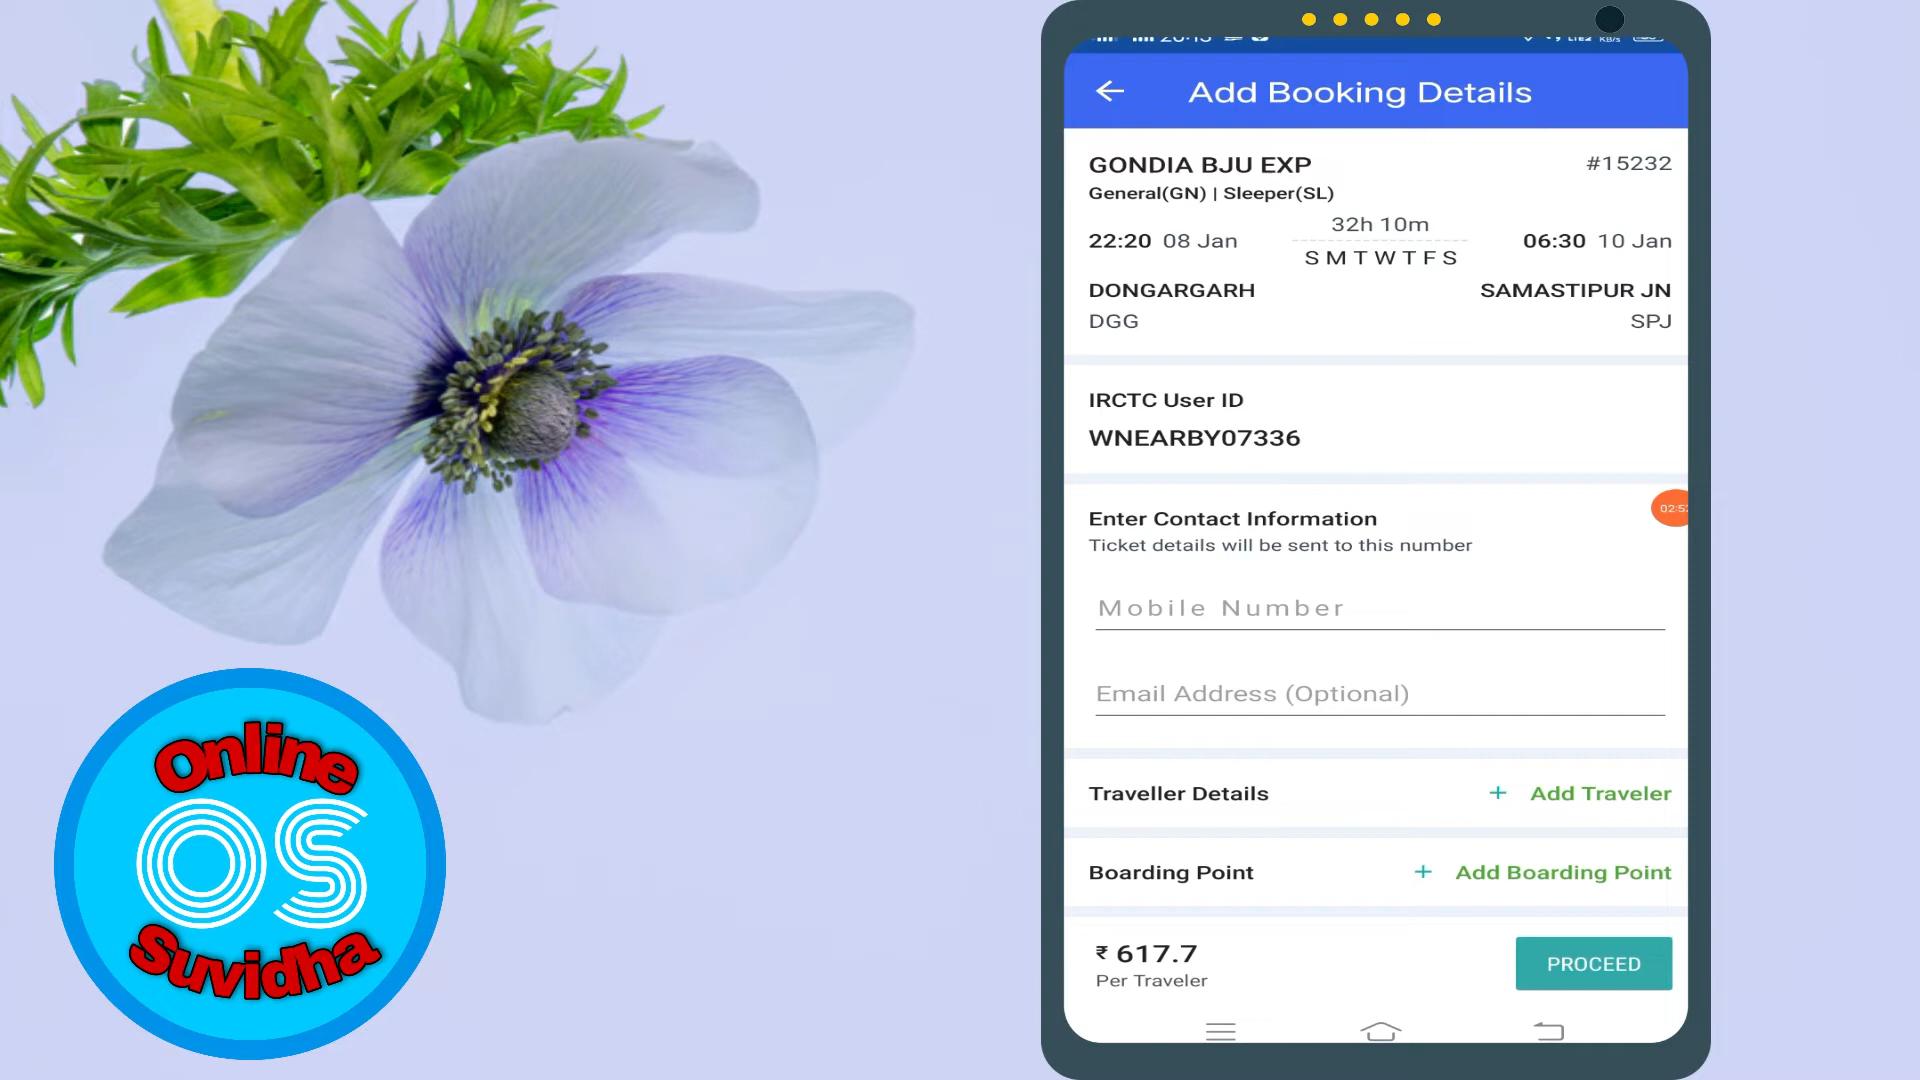 Add Booking Details
GONDIA BJU EXP #15232
General(GN) | Sleeper(SL)
32h 10m
22:20 08 Jan 06:30 10 Jan
S M T W T F S
DONGARGARH SAMASTIPUR JN
DGG SPJ
IRCTC User ID
WNEARBY07336
Enter Contact Information
Ticket details will be sent to this number
Mobile Number
Email Address (Optional)
Traveller Details + Add Traveler
Boarding Point + Add Boarding Point
₹ 617.7
Per Traveler
PROCEED
Online
OS
Suvidha